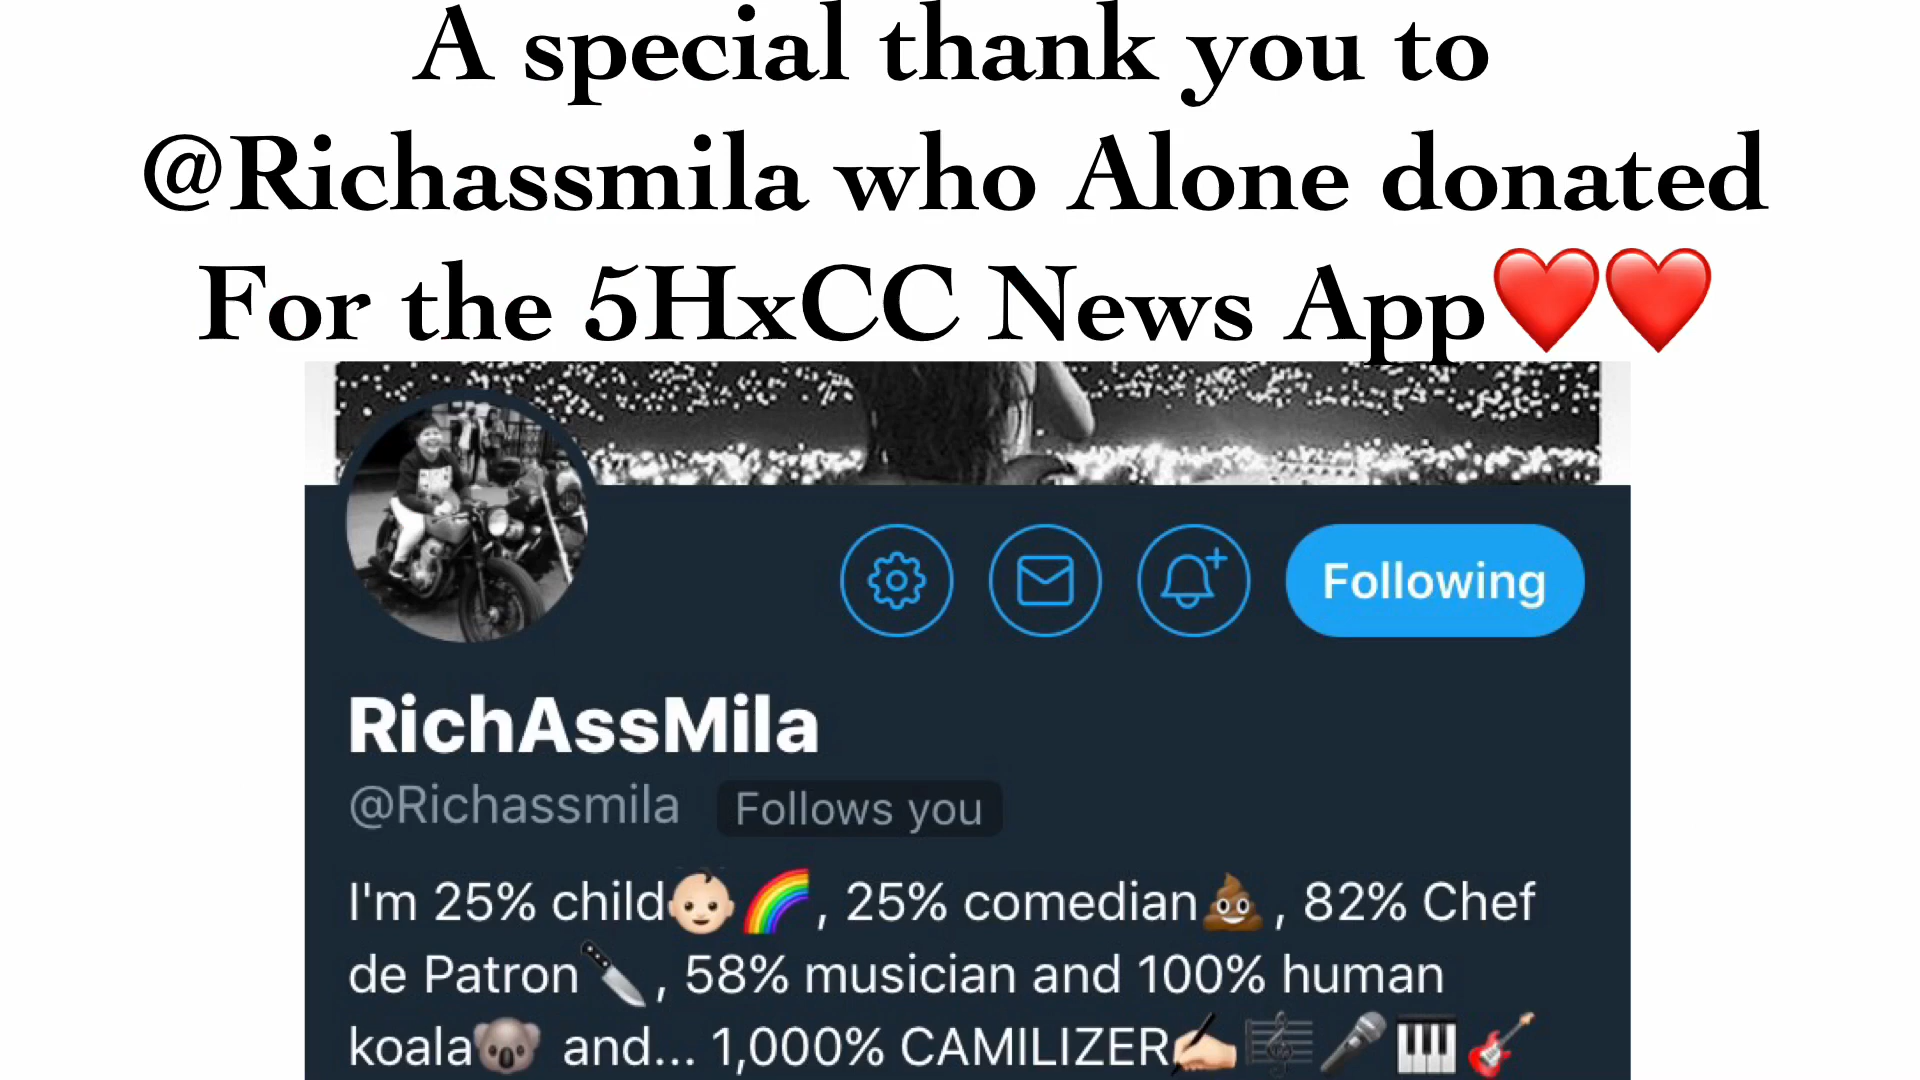 A special thank you to
@Richassmila who Alone donated
For the 5HxCC News App❤️❤️
Following
RichAssMila
@Richassmila Follows you
I'm 25% child👶🏻🌈, 25% comedian💩, 82% Chef
de Patron🔪, 58% musician and 100% human
koala🐨 and... 1,000% CAMILIZER✍🏻🎼🎤🎹🎸